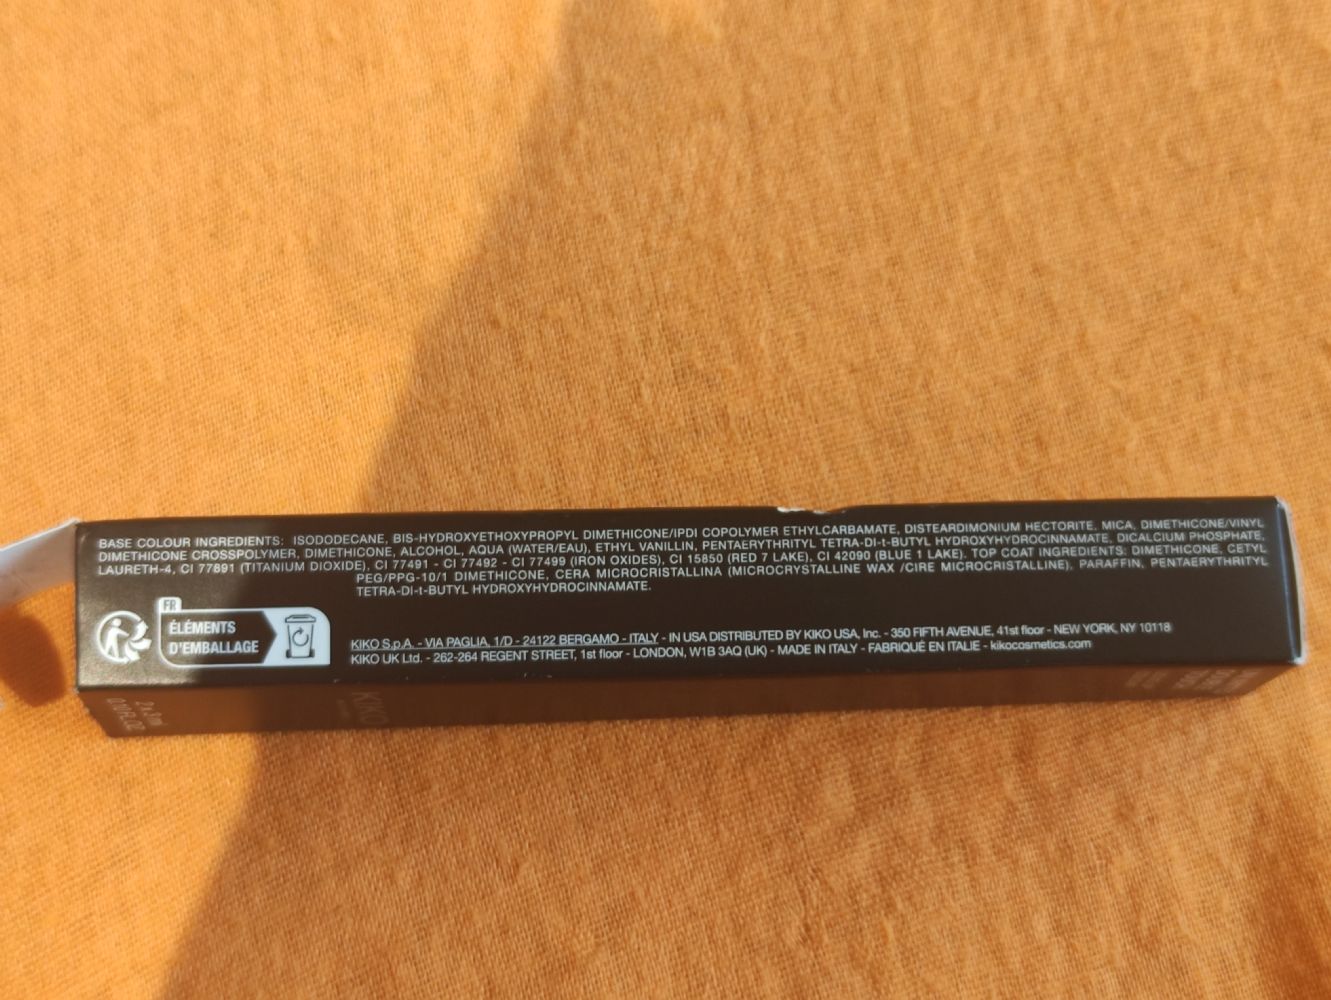 BASE COLOUR INGREDIENTS: ISODODECANE, BIS-HYDROXYETHOXYPROPYL DIMETHICONE/IPDI COPOLYMER ETHYLCARBAMATE, DISTEARDIMONIUM HECTORITE, MICA, DIMETHICONE/VINYL
DIMETHICONE CROSSPOLYMER, DIMETHICONE, ALCOHOL, AQUA (WATER/EAU), ETHYL VANILLIN, PENTAERYTHRITYL TETRA-DI-t-BUTYL HYDROXYHYDROCINNAMATE, DICALCIUM PHOSPHATE,
LAURETH-4, CI 77891 (TITANIUM DIOXIDE), CI 77491 - CI 77492 - CI 77499 (IRON OXIDES), CI 15850 (RED 7 LAKE), CI 42090 (BLUE 1 LAKE). TOP COAT INGREDIENTS: DIMETHICONE, CETYL
PEG/PPG-10/1 DIMETHICONE, CERA MICROCRISTALLINA (MICROCRYSTALLINE WAX /CIRE MICROCRISTALLINE), PARAFFIN, PENTAERYTHRITYL
TETRA-DI-t-BUTYL HYDROXYHYDROCINNAMATE.
FR
ÉLÉMENTS
D'EMBALLAGE
KIKO S.p.A. - VIA PAGLIA, 1/D - 24122 BERGAMO - ITALY - IN USA DISTRIBUTED BY KIKO USA, Inc. - 350 FIFTH AVENUE, 41st floor - NEW YORK, NY 10118
KIKO UK Ltd. - 262-264 REGENT STREET, 1st floor - LONDON, W1B 3AQ (UK) - MADE IN ITALY - FABRIQUÉ EN ITALIE - kikocosmetics.com
KIKO